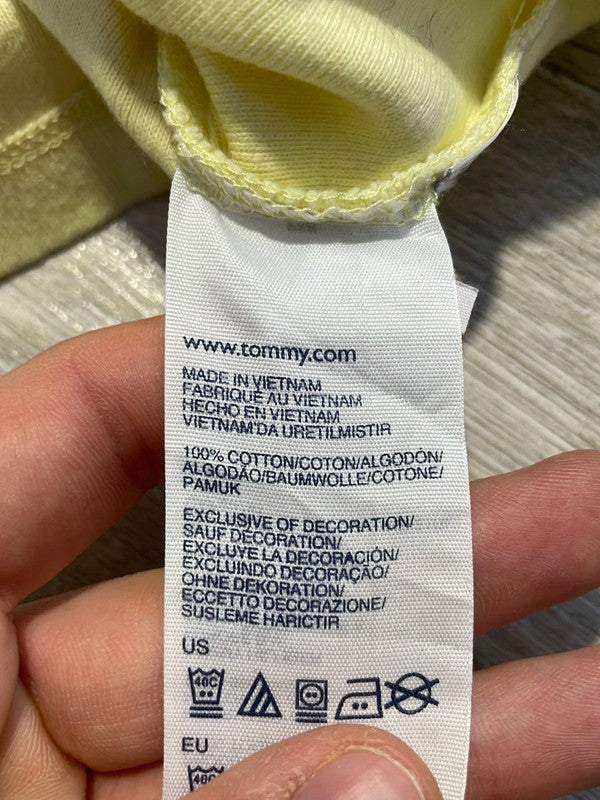 www.tommy.com
MADE IN VIETNAM
FABRIQUÉ AU VIETNAM
HECHO EN VIETNAM
VIETNAM'DA URETILMISTIR
100% COTTON/COTON/ALGODÓN/
ALGODÃO/BAUMWOLLE/COTONE/
PAMUK
EXCLUSIVE OF DECORATION/
SAUF DÉCORATION/
EXCLUYE LA DECORACIÓN/
EXCLUINDO DECORAÇÃO/
OHNE DEKORATION/
ECCETTO DECORAZIONE/
SUSLEME HARICTIR
US
40C
EU
40C